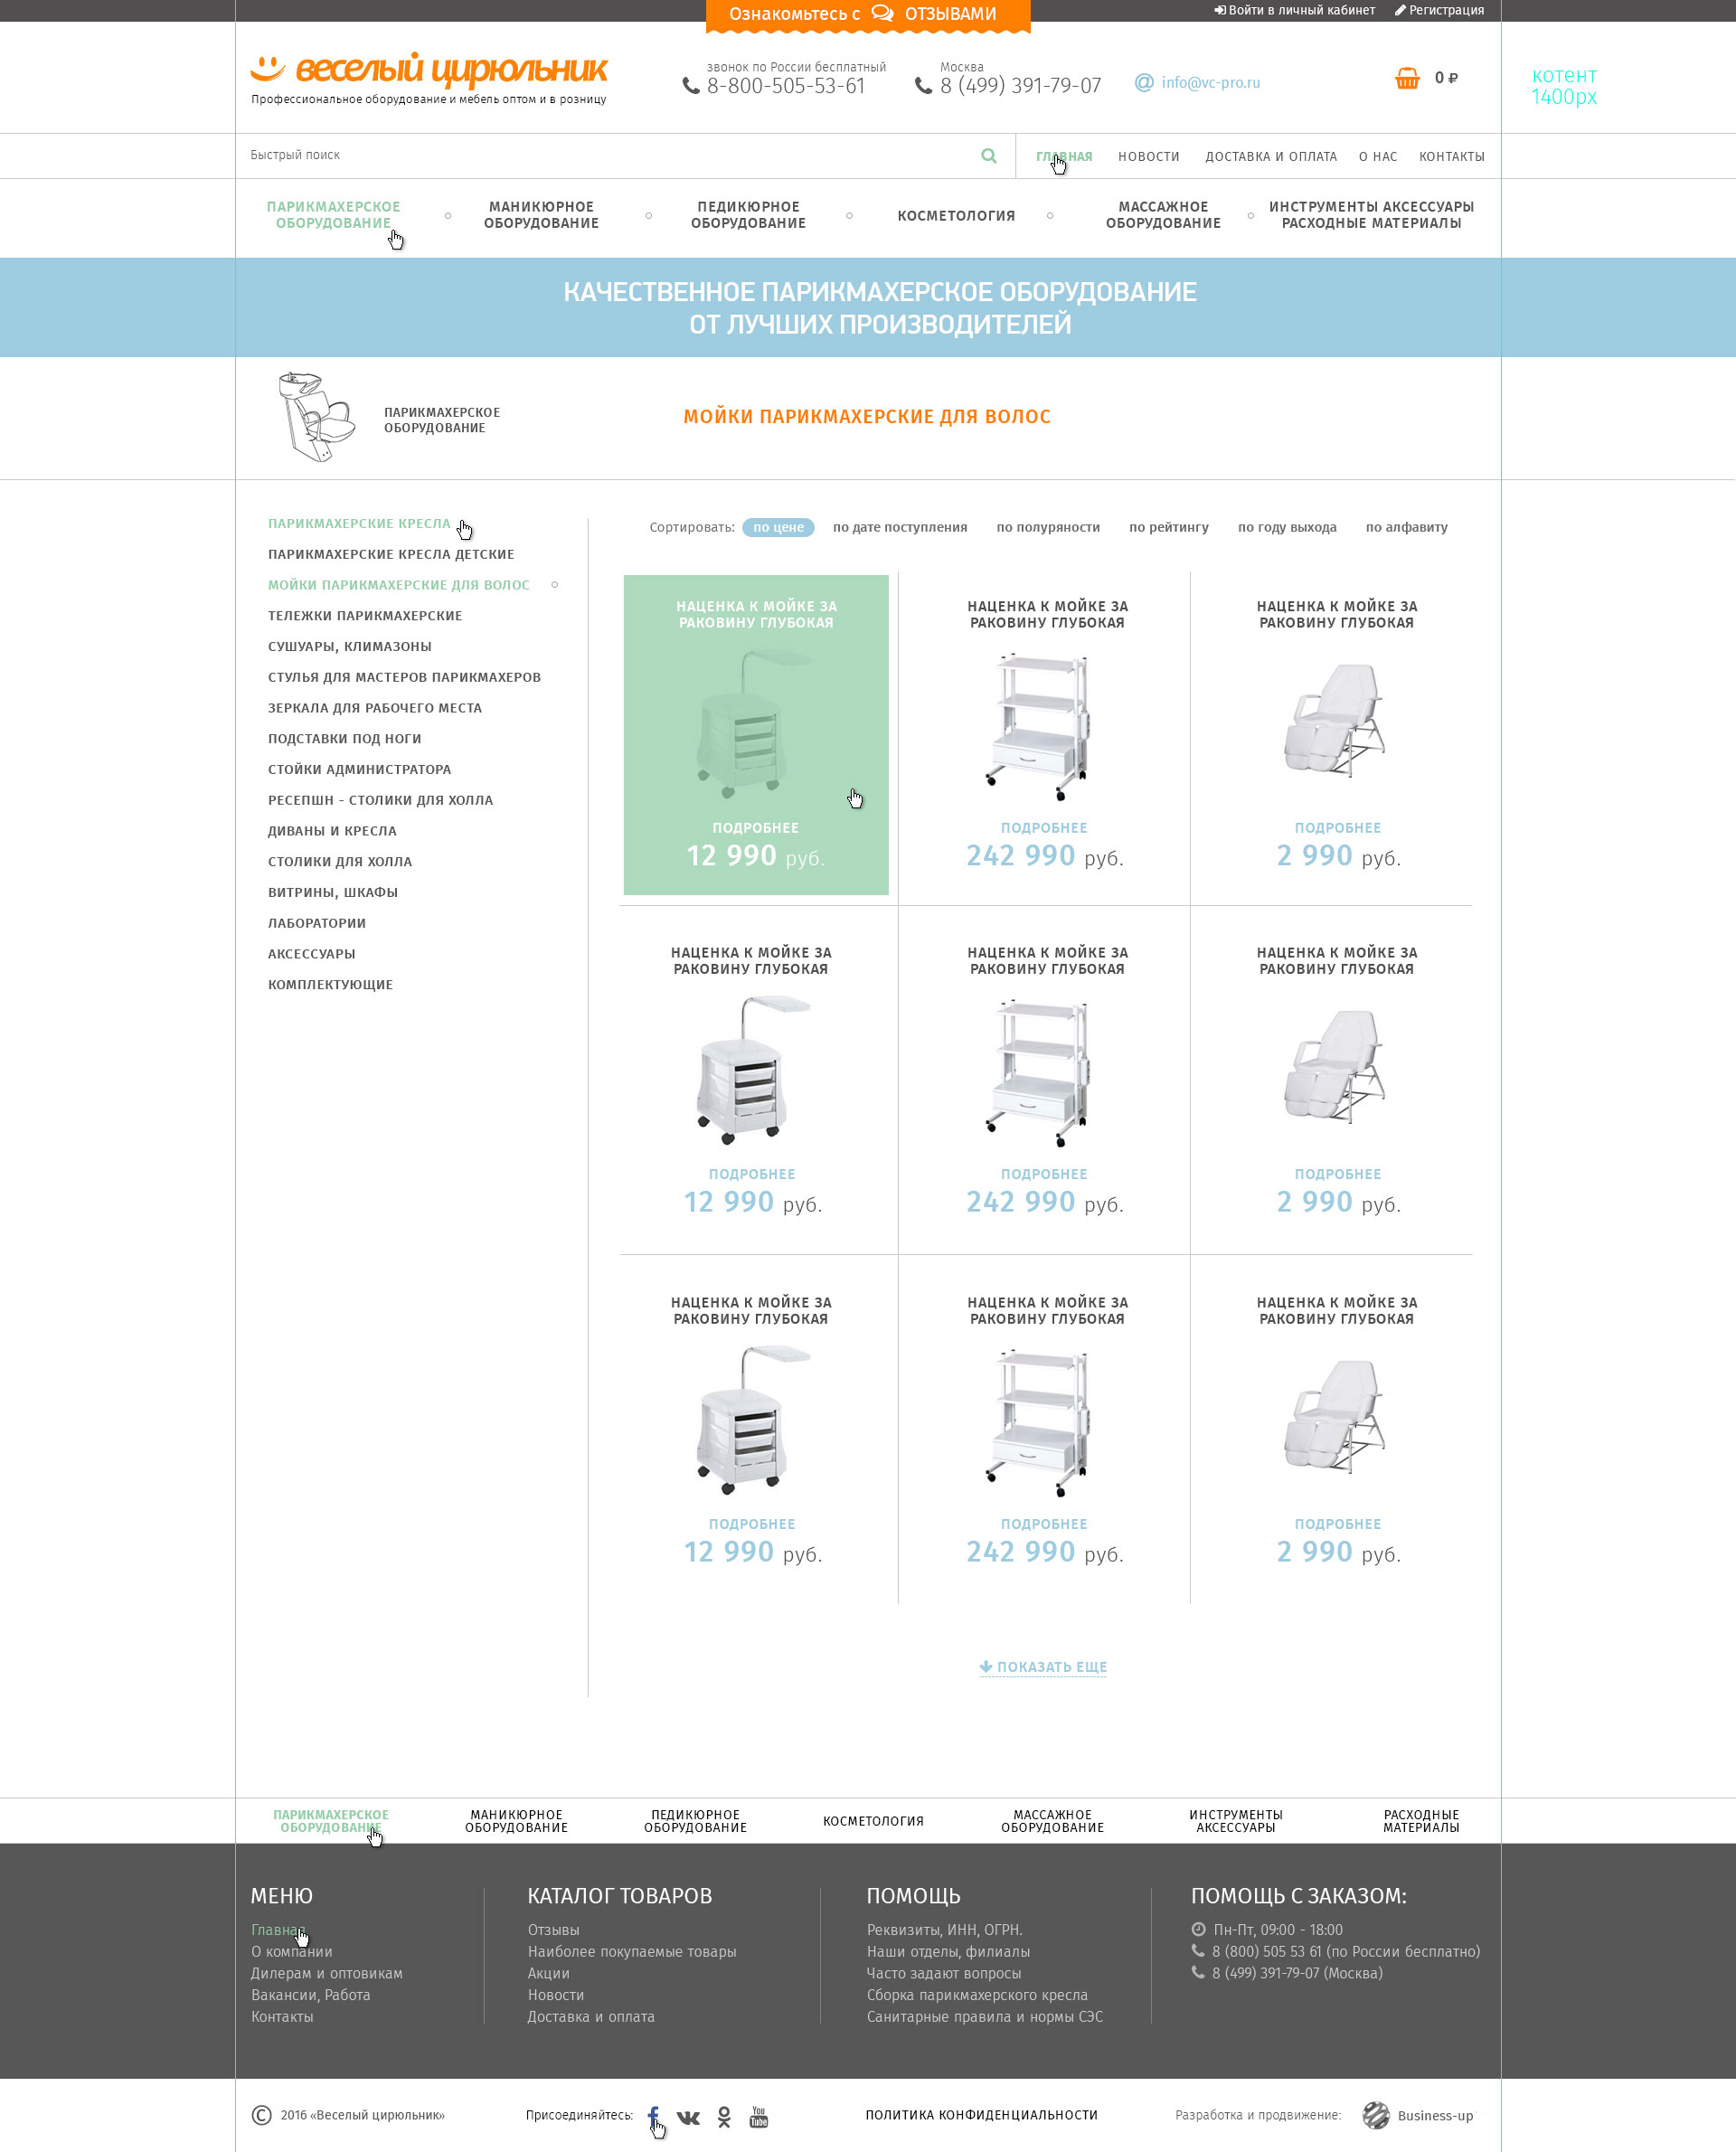 Ознакомьтесь с ОТЗЫВАМИ
Войти в личный кабинет Регистрация
веселый цирюльник
Профессиональное оборудование и мебель оптом и в розницу
звонок по России бесплатный
8-800-505-53-61
Москва
8 (499) 391-79-07
@ info@vc-pro.ru
0 ₽
котент
1400px
Быстрый поиск
ГЛАВНАЯ НОВОСТИ ДОСТАВКА И ОПЛАТА О НАС КОНТАКТЫ
ПАРИКМАХЕРСКОЕ
ОБОРУДОВАНИЕ
МАНИКЮРНОЕ
ОБОРУДОВАНИЕ
ПЕДИКЮРНОЕ
ОБОРУДОВАНИЕ
КОСМЕТОЛОГИЯ
МАССАЖНОЕ
ОБОРУДОВАНИЕ
ИНСТРУМЕНТЫ АКСЕССУАРЫ
РАСХОДНЫЕ МАТЕРИАЛЫ
КАЧЕСТВЕННОЕ ПАРИКМАХЕРСКОЕ ОБОРУДОВАНИЕ
ОТ ЛУЧШИХ ПРОИЗВОДИТЕЛЕЙ
ПАРИКМАХЕРСКОЕ
ОБОРУДОВАНИЕ
МОЙКИ ПАРИКМАХЕРСКИЕ ДЛЯ ВОЛОС
ПАРИКМАХЕРСКИЕ КРЕСЛА
ПАРИКМАХЕРСКИЕ КРЕСЛА ДЕТСКИЕ
МОЙКИ ПАРИКМАХЕРСКИЕ ДЛЯ ВОЛОС
ТЕЛЕЖКИ ПАРИКМАХЕРСКИЕ
СУШУАРЫ, КЛИМАЗОНЫ
СТУЛЬЯ ДЛЯ МАСТЕРОВ ПАРИКМАХЕРОВ
ЗЕРКАЛА ДЛЯ РАБОЧЕГО МЕСТА
ПОДСТАВКИ ПОД НОГИ
СТОЙКИ АДМИНИСТРАТОРА
РЕСЕПШН - СТОЛИКИ ДЛЯ ХОЛЛА
ДИВАНЫ И КРЕСЛА
СТОЛИКИ ДЛЯ ХОЛЛА
ВИТРИНЫ, ШКАФЫ
ЛАБОРАТОРИИ
АКСЕССУАРЫ
КОМПЛЕКТУЮЩИЕ
Сортировать: по цене по дате поступления по полуряности по рейтингу по году выхода по алфавиту
НАЦЕНКА К МОЙКЕ ЗА
РАКОВИНУ ГЛУБОКАЯ
ПОДРОБНЕЕ
12 990 руб.
НАЦЕНКА К МОЙКЕ ЗА
РАКОВИНУ ГЛУБОКАЯ
ПОДРОБНЕЕ
242 990 руб.
НАЦЕНКА К МОЙКЕ ЗА
РАКОВИНУ ГЛУБОКАЯ
ПОДРОБНЕЕ
2 990 руб.
НАЦЕНКА К МОЙКЕ ЗА
РАКОВИНУ ГЛУБОКАЯ
ПОДРОБНЕЕ
12 990 руб.
НАЦЕНКА К МОЙКЕ ЗА
РАКОВИНУ ГЛУБОКАЯ
ПОДРОБНЕЕ
242 990 руб.
НАЦЕНКА К МОЙКЕ ЗА
РАКОВИНУ ГЛУБОКАЯ
ПОДРОБНЕЕ
2 990 руб.
НАЦЕНКА К МОЙКЕ ЗА
РАКОВИНУ ГЛУБОКАЯ
ПОДРОБНЕЕ
12 990 руб.
НАЦЕНКА К МОЙКЕ ЗА
РАКОВИНУ ГЛУБОКАЯ
ПОДРОБНЕЕ
242 990 руб.
НАЦЕНКА К МОЙКЕ ЗА
РАКОВИНУ ГЛУБОКАЯ
ПОДРОБНЕЕ
2 990 руб.
ПОКАЗАТЬ ЕЩЕ
ПАРИКМАХЕРСКОЕ
ОБОРУДОВАНИЕ
МАНИКЮРНОЕ
ОБОРУДОВАНИЕ
ПЕДИКЮРНОЕ
ОБОРУДОВАНИЕ
КОСМЕТОЛОГИЯ
МАССАЖНОЕ
ОБОРУДОВАНИЕ
ИНСТРУМЕНТЫ
АКСЕССУАРЫ
РАСХОДНЫЕ
МАТЕРИАЛЫ
МЕНЮ
Главная
О компании
Дилерам и оптовикам
Вакансии, Работа
Контакты
КАТАЛОГ ТОВАРОВ
Отзывы
Наиболее покупаемые товары
Акции
Новости
Доставка и оплата
ПОМОЩЬ
Реквизиты, ИНН, ОГРН.
Наши отделы, филиалы
Часто задают вопросы
Сборка парикмахерского кресла
Санитарные правила и нормы СЭС
ПОМОЩЬ С ЗАКАЗОМ:
Пн-Пт, 09:00 - 18:00
8 (800) 505 53 61 (по России бесплатно)
8 (499) 391-79-07 (Москва)
© 2016 «Веселый цирюльник»
Присоединяйтесь:
You Tube
ПОЛИТИКА КОНФИДЕНЦИАЛЬНОСТИ
Разработка и продвижение: Business-up